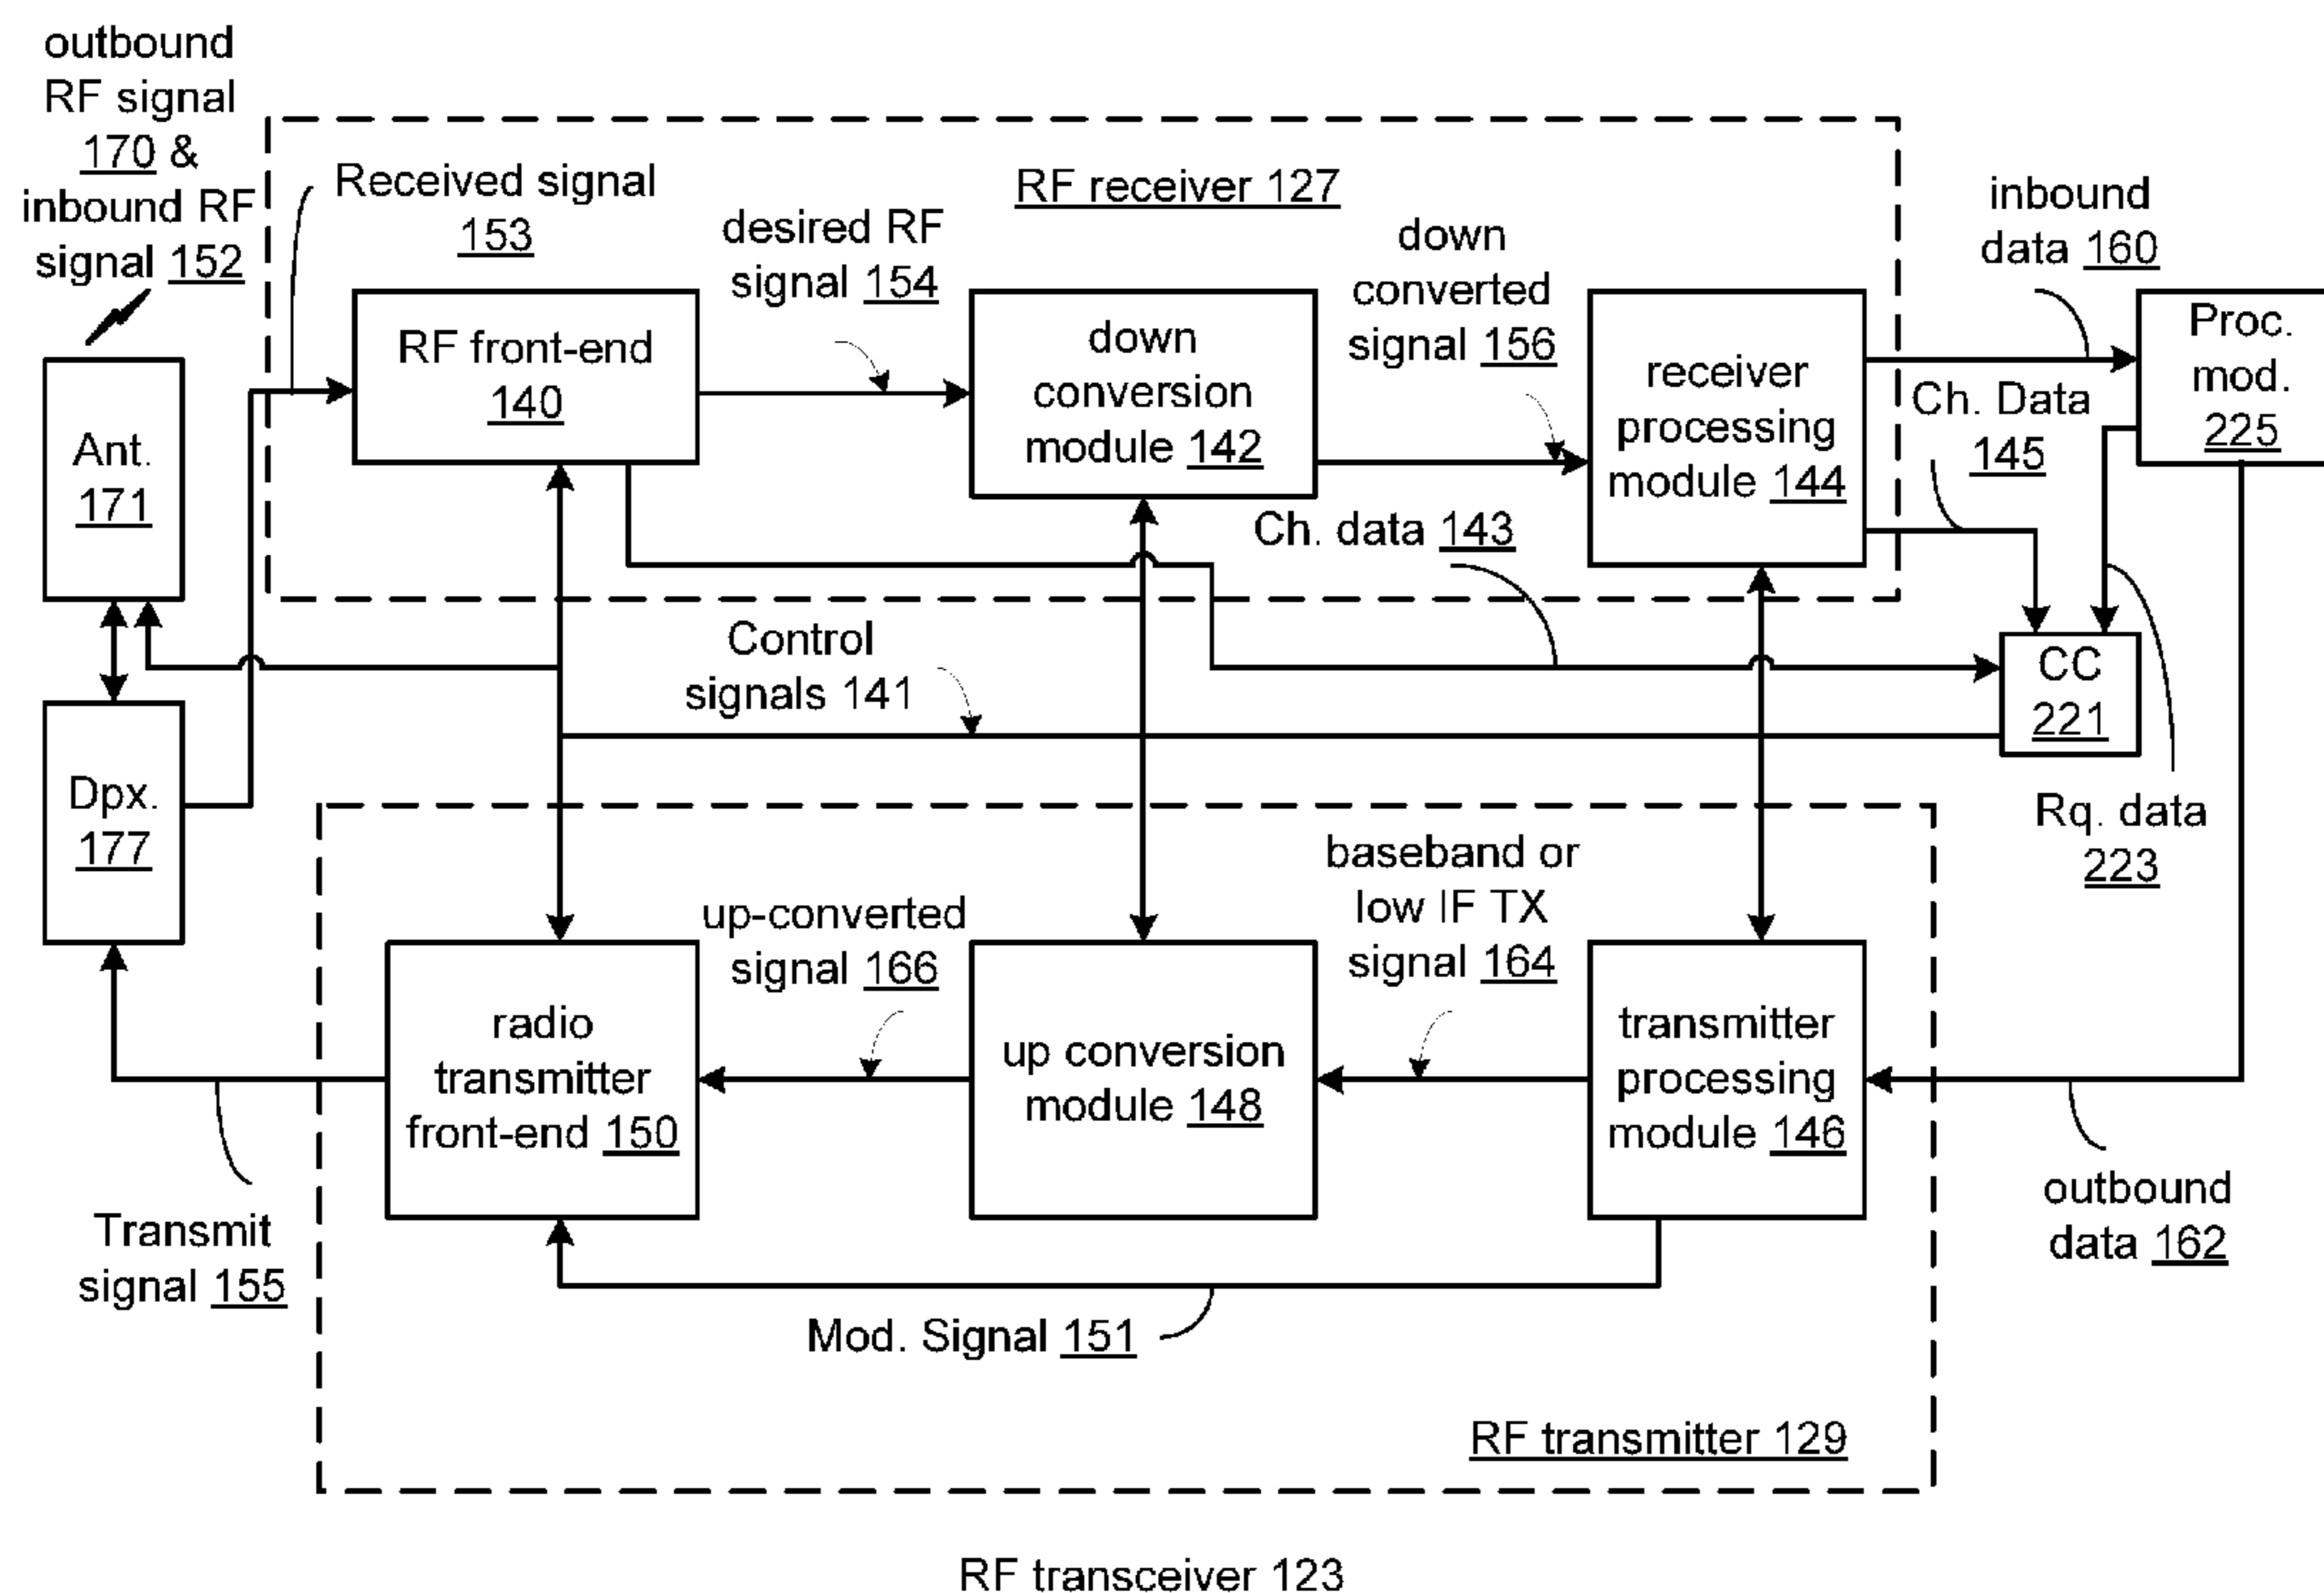 outbound
RF signal
170 &
inbound RF
signal 152
Received signal
153
desired RF
signal 154
RF receiver 127
down
converted
signal 156
inbound
data 160
RF front-end
140
down
conversion
module 142
receiver
processing
module 144
Proc.
mod.
225
Ch. Data
145
Ant.
171
Ch. data 143
Control
signals 141
CC
221
Dpx.
177
Rq. data
223
up-converted
signal 166
baseband or
low IF TX
signal 164
radio
transmitter
front-end 150
up conversion
module 148
transmitter
processing
module 146
outbound
data 162
Transmit
signal 155
Mod. Signal 151
RF transmitter 129
RF transceiver 123